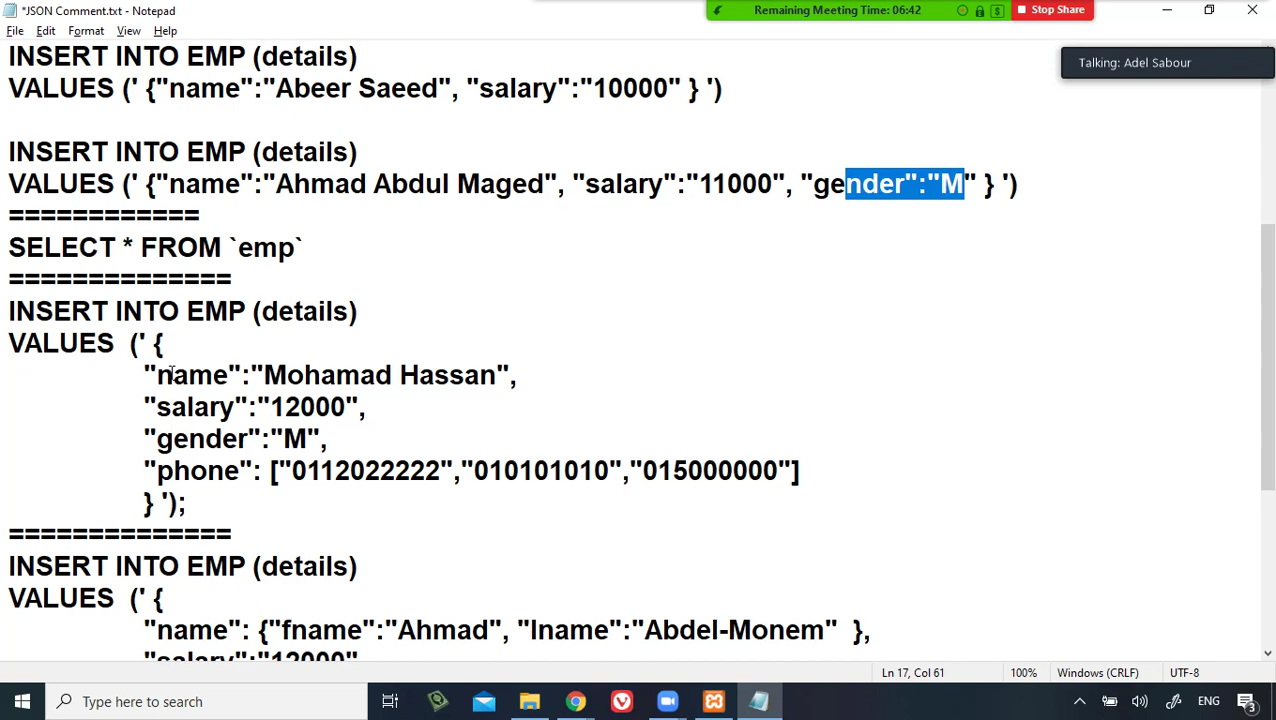 *JSON Comment.txt - Notepad
Remaining Meeting Time: 06:42
Stop Share
File Edit Format View Help
Talking: Adel Sabour
INSERT INTO EMP (details)
VALUES (' {"name":"Abeer Saeed", "salary":"10000" } ')
INSERT INTO EMP (details)
VALUES (' {"name":"Ahmad Abdul Maged", "salary":"11000", "gender":"M" } ')
============
SELECT * FROM `emp`
==============
INSERT INTO EMP (details)
VALUES (' {
"name":"Mohamad Hassan",
"salary":"12000",
"gender":"M",
"phone": ["0112022222","010101010","015000000"]
} ');
==============
INSERT INTO EMP (details)
VALUES (' {
"name": {"fname":"Ahmad", "lname":"Abdel-Monem" },
"salary":"12000"
Ln 17, Col 61 100% Windows (CRLF) UTF-8
Type here to search
ENG
3